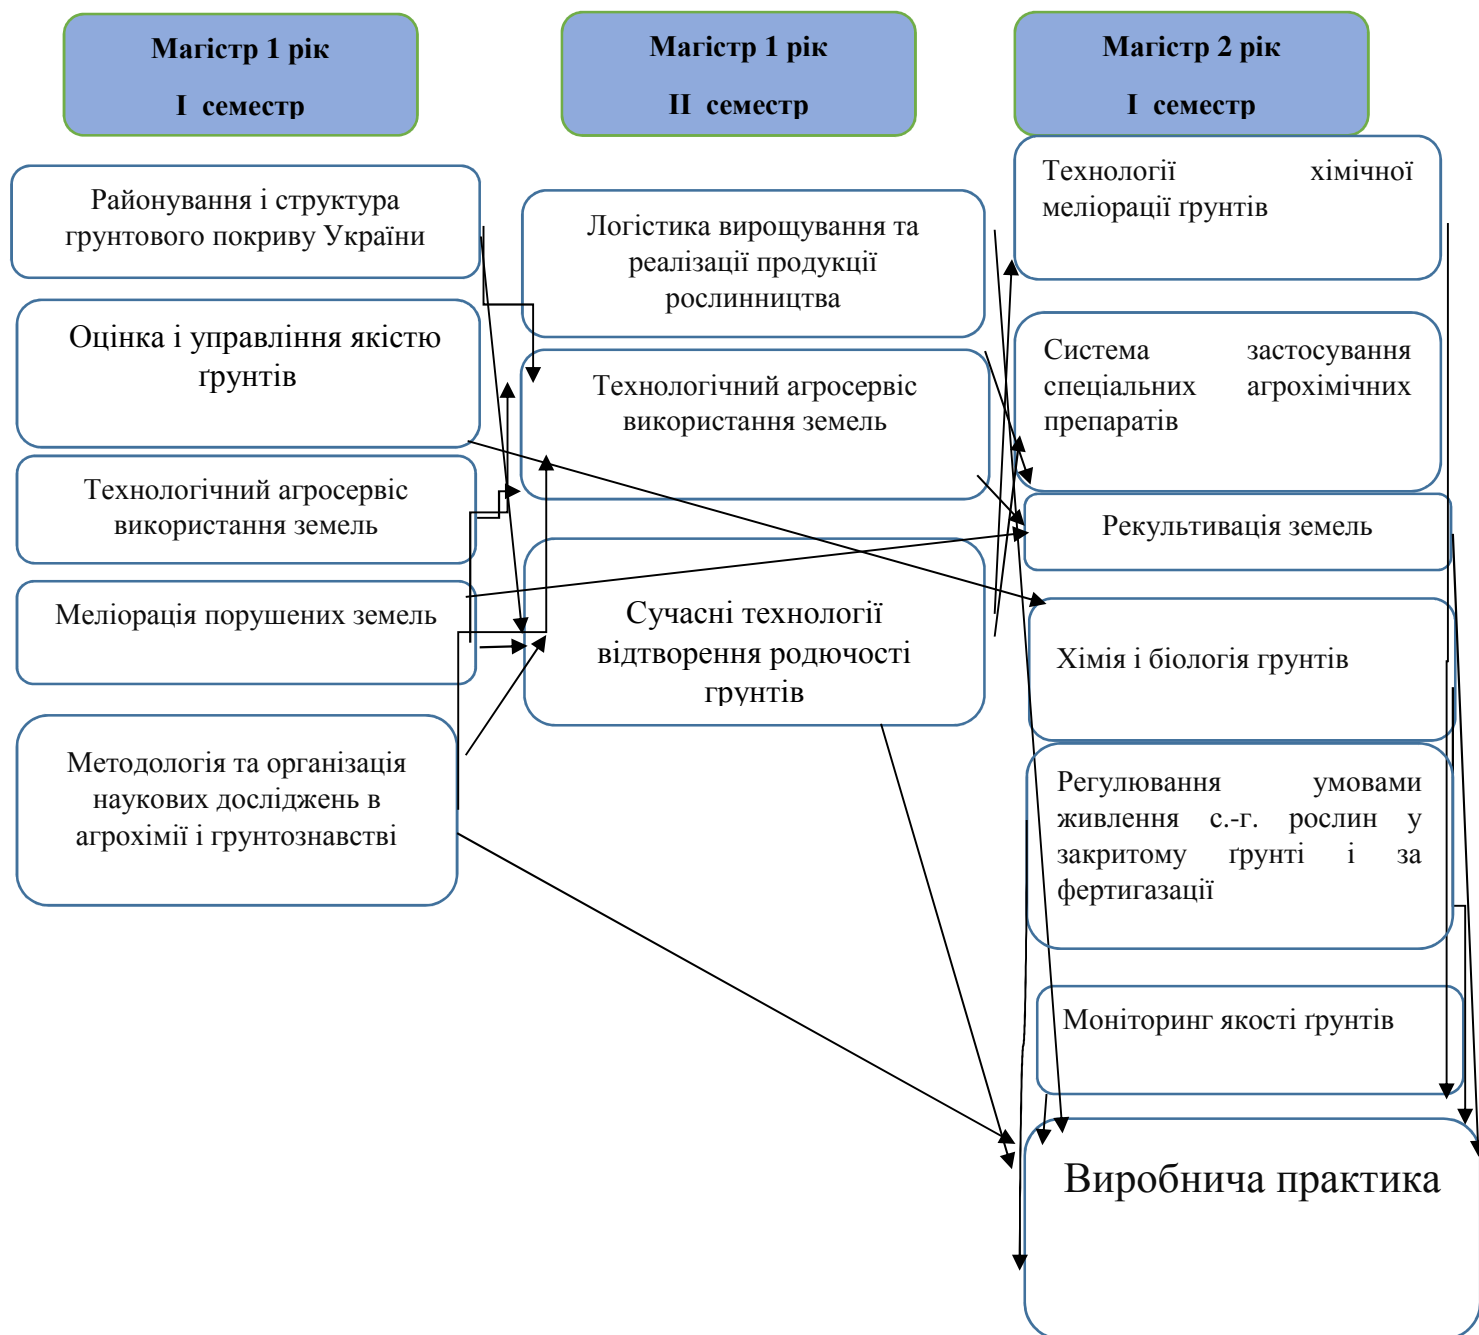 Магістр 1 рік
І семестр
Магістр 1 рік
ІІ семестр
Магістр 2 рік
І семестр
Районування і структура
грунтового покриву України
Оцінка і управління якістю
ґрунтів
Технологічний агросервіс
використання земель
Меліорація порушених земель
Методологія та організація
наукових досліджень в
агрохімії і грунтознавстві
Логістика вирощування та
реалізації продукції
рослинництва
Технологічний агросервіс
використання земель
Сучасні технології
відтворення родючості
грунтів
Технології хімічної
меліорації ґрунтів
Система застосування
спеціальних агрохімічних
препаратів
Рекультивація земель
Хімія і біологія грунтів
Регулювання умовами
живлення с.-г. рослин у
закритому ґрунті і за
фертигазації
Моніторинг якості ґрунтів
Виробнича практика